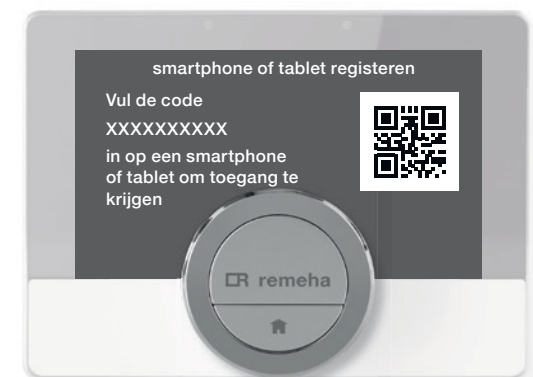 smartphone of tablet registeren
Vul de code
XXXXXXXXXX
in op een smartphone
of tablet om toegang te
krijgen
remeha